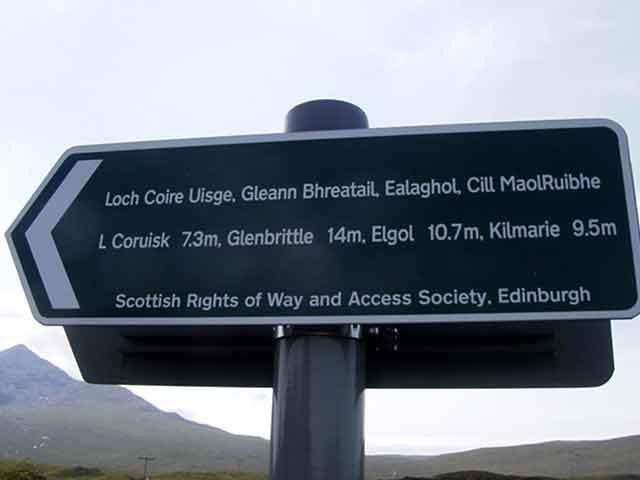 Loch Coire Uisge, Gleann Bhreatail, Ealaghol, Cill MaolRuibhe
L Coruisk 7.3m, Glenbrittle 14m, Elgol 10.7m, Kilmarie 9.5m
Scottish Rights of Way and Access Society, Edinburgh